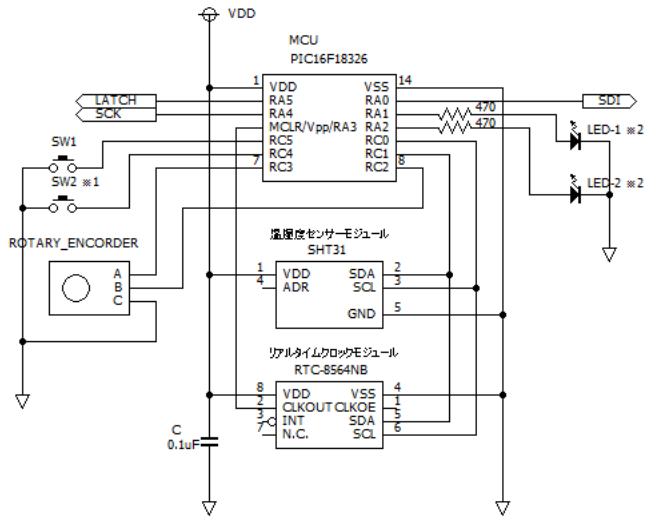 VDD
MCU
PIC16F18326
1 VDD VSS 14
LATCH RA5 RA0 SDI
SCK RA4 RA1 470
MCLR/Vpp/RA3 RA2 470
LED-1 ※2
SW1 RC5 RC0
RC4 RC1
7 RC3 RC2 8
SW2 ※1
LED-2 ※2
ROTARY_ENCORDER
A
B
C
温湿度センサーモジュール
SHT31
1 VDD SDA 2
4 ADR SCL 3
GND 5
リアルタイムクロックモジュール
RTC-8564NB
8 VDD VSS 4
2 CLKOUT CLKOE 1
3 INT SDA 5
7 N.C. SCL 6
C
0.1uF